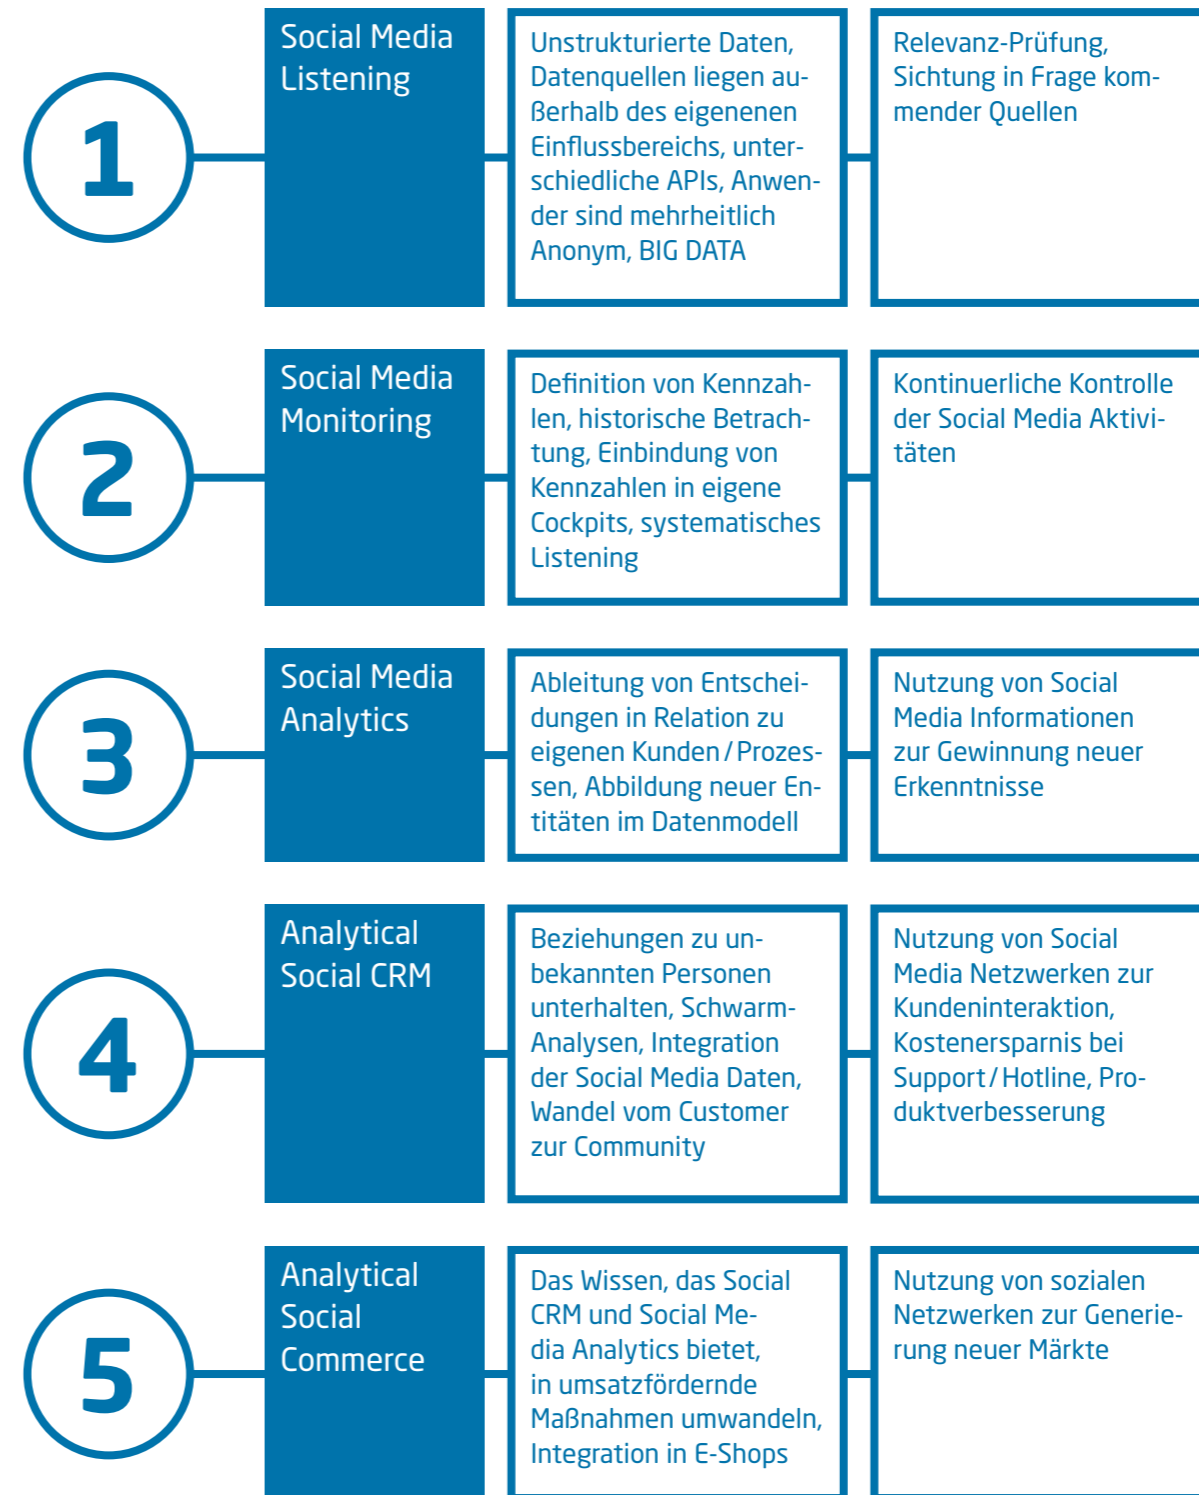 1
Social Media
Listening
Unstrukturierte Daten,
Datenquellen liegen au-
ßerhalb des eigenenen
Einflussbereichs, unter-
schiedliche APIs, Anwen-
der sind mehrheitlich
Anonym, BIG DATA
Relevanz-Prüfung,
Sichtung in Frage kom-
mender Quellen
2
Social Media
Monitoring
Definition von Kennzah-
len, historische Betrach-
tung, Einbindung von
Kennzahlen in eigene
Cockpits, systematisches
Listening
Kontinuerliche Kontrolle
der Social Media Aktivi-
täten
3
Social Media
Analytics
Ableitung von Entschei-
dungen in Relation zu
eigenen Kunden/Prozes-
sen, Abbildung neuer En-
titäten im Datenmodell
Nutzung von Social
Media Informationen
zur Gewinnung neuer
Erkenntnisse
4
Analytical
Social CRM
Beziehungen zu un-
bekannten Personen
unterhalten, Schwarm-
Analysen, Integration
der Social Media Daten,
Wandel vom Customer
zur Community
Nutzung von Social
Media Netzwerken zur
Kundeninteraktion,
Kostenersparnis bei
Support/Hotline, Pro-
duktverbesserung
5
Analytical
Social
Commerce
Das Wissen, das Social
CRM und Social Me-
dia Analytics bietet,
in umsatzfördernde
Maßnahmen umwandeln,
Integration in E-Shops
Nutzung von sozialen
Netzwerken zur Generie-
rung neuer Märkte